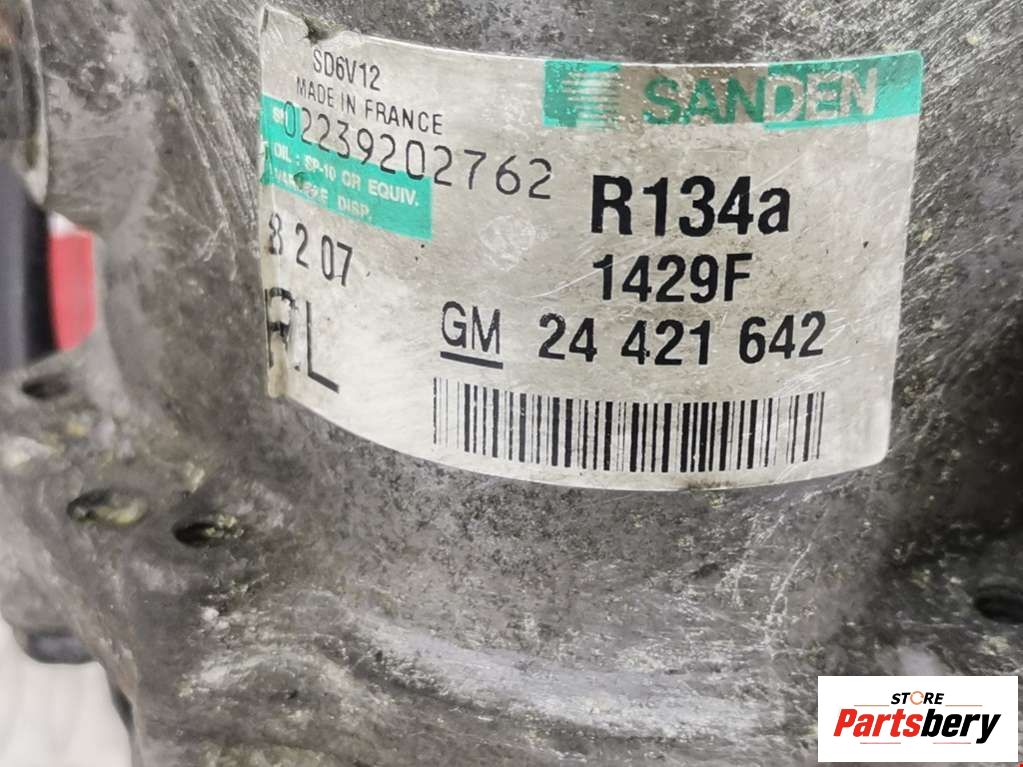 SD6V12
MADE IN FRANCE
SANDEN
02239202762
OIL: SP-10 OR EQUIV.
DISP.
8 2 07
R134a
1429F
RL
GM 24 421 642
STORE
Partsbery